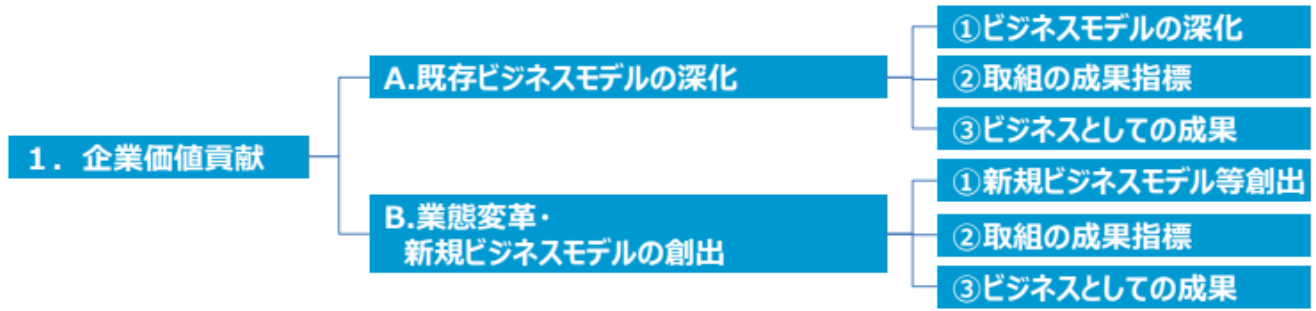 1. 企業価値貢献
A.既存ビジネスモデルの深化
①ビジネスモデルの深化
②取組の成果指標
③ビジネスとしての成果
B.業態変革・
新規ビジネスモデルの創出
①新規ビジネスモデル等創出
②取組の成果指標
③ビジネスとしての成果